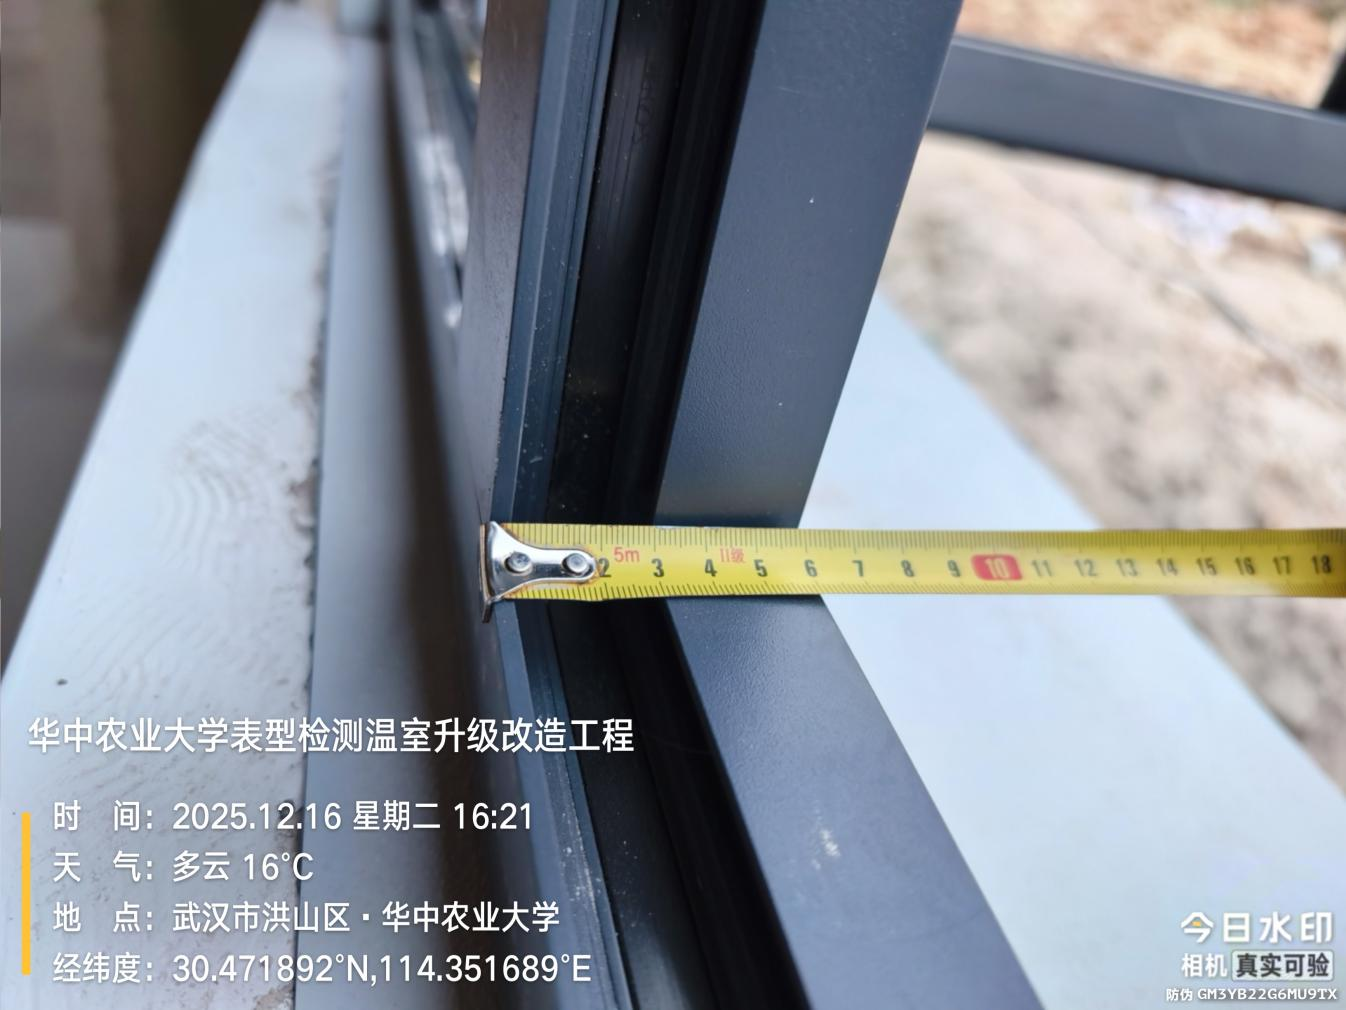 5m II级
2 3 4 5 6 7 8 9 10 11 12 13 14 15 16 17 18
华中农业大学表型检测温室升级改造工程
时 间：2025.12.16 星期二 16:21
天 气：多云 16°C
地 点：武汉市洪山区·华中农业大学
经纬度：30.471892°N,114.351689°E
今日水印
相机 真实可验
防伪 GM3YB22G6MU9TX